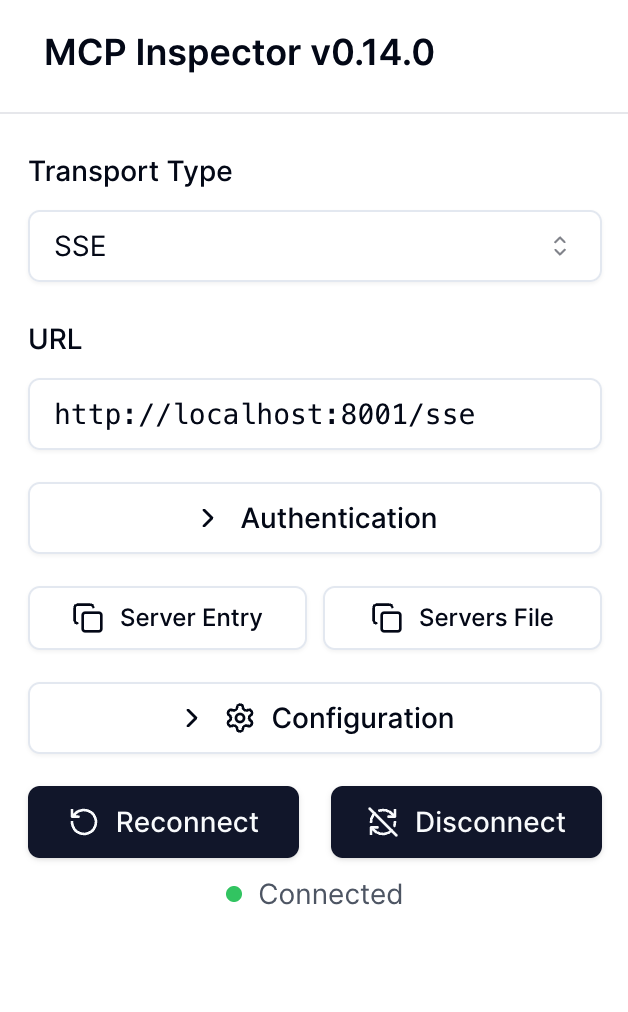 MCP Inspector v0.14.0
Transport Type
SSE
URL
http://localhost:8001/sse
Authentication
Server Entry
Servers File
Configuration
Reconnect
Disconnect
Connected